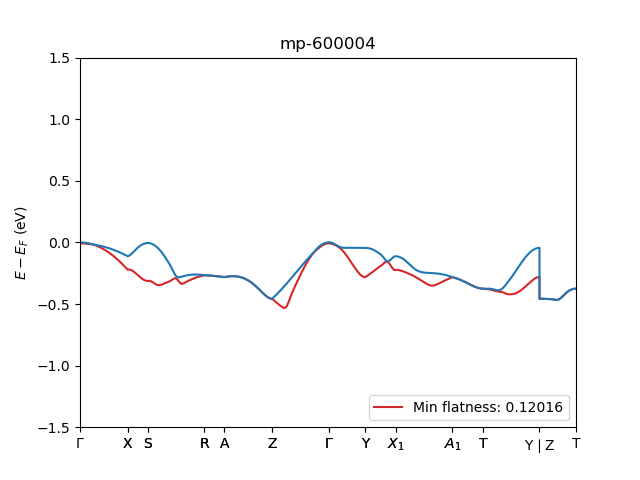 mp-600004
E − E_F (eV)
1.5
1.0
0.5
0.0
−0.5
−1.0
−1.5
Min flatness: 0.12016
Γ X S R A Z Γ Y X_1 A_1 T Y | Z T